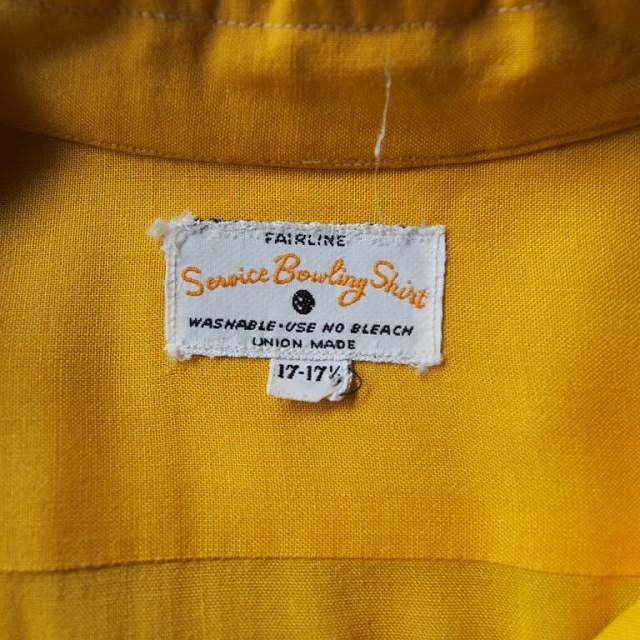 FAIRLINE
Service Bowling Shirt
WASHABLE · USE NO BLEACH
UNION MADE
17-17½